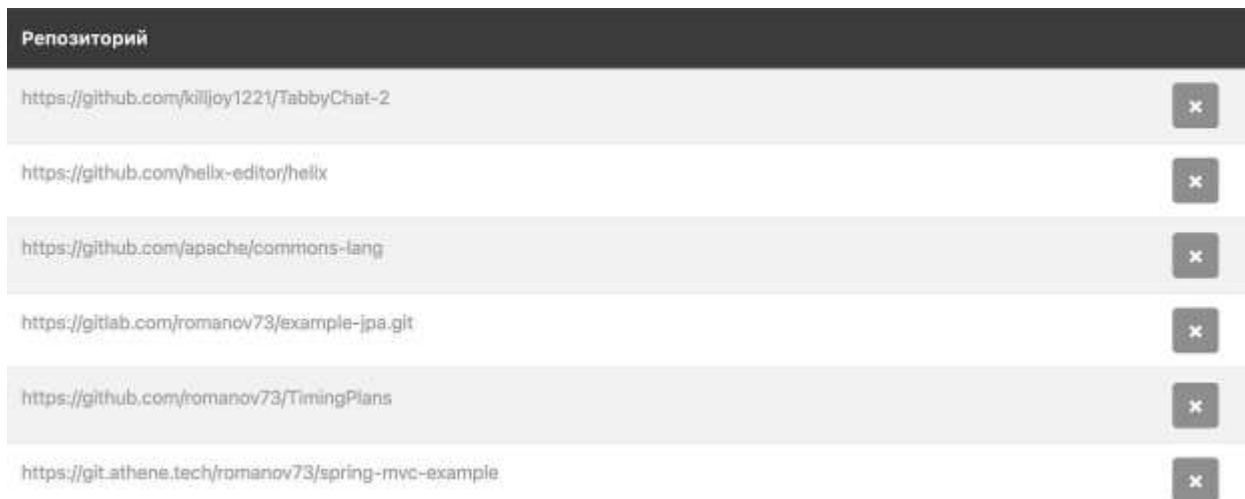 Репозиторий
https://github.com/killjoy1221/TabbyChat-2
https://github.com/helix-editor/helix
https://github.com/apache/commons-lang
https://gitlab.com/romanov73/example-jpa.git
https://github.com/romanov73/TimingPlans
https://git.athene.tech/romanov73/spring-mvc-example